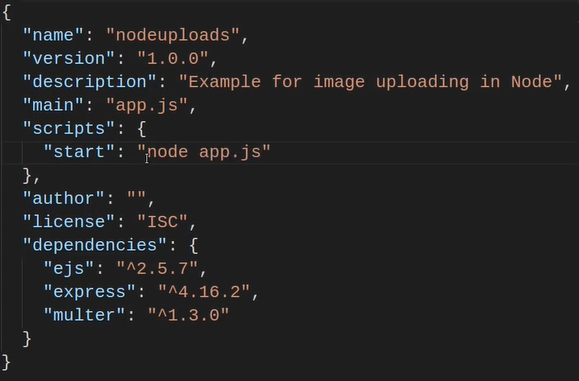 {
  "name": "nodeuploads",
  "version": "1.0.0",
  "description": "Example for image uploading in Node",
  "main": "app.js",
  "scripts": {
    "start": "node app.js"
  },
  "author": "",
  "license": "ISC",
  "dependencies": {
    "ejs": "^2.5.7",
    "express": "^4.16.2",
    "multer": "^1.3.0"
  }
}